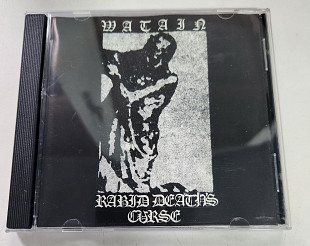 WATAIN
RABID DEATH'S
CURSE